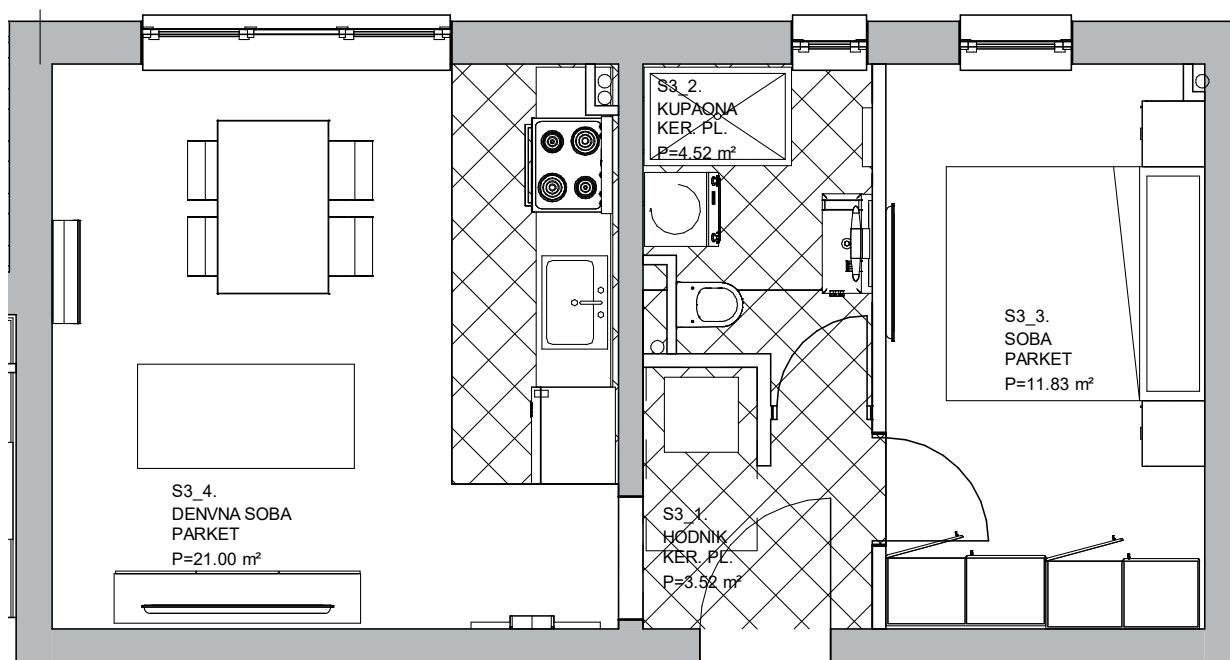 S3_2.
KUPAONA
KER. PL.
P=4.52 m²
S3_3.
SOBA
PARKET
P=11.83 m²
S3_4.
DENVNA SOBA
PARKET
P=21.00 m²
S3_1.
HODNIK
KER. PL.
P=3.52 m²